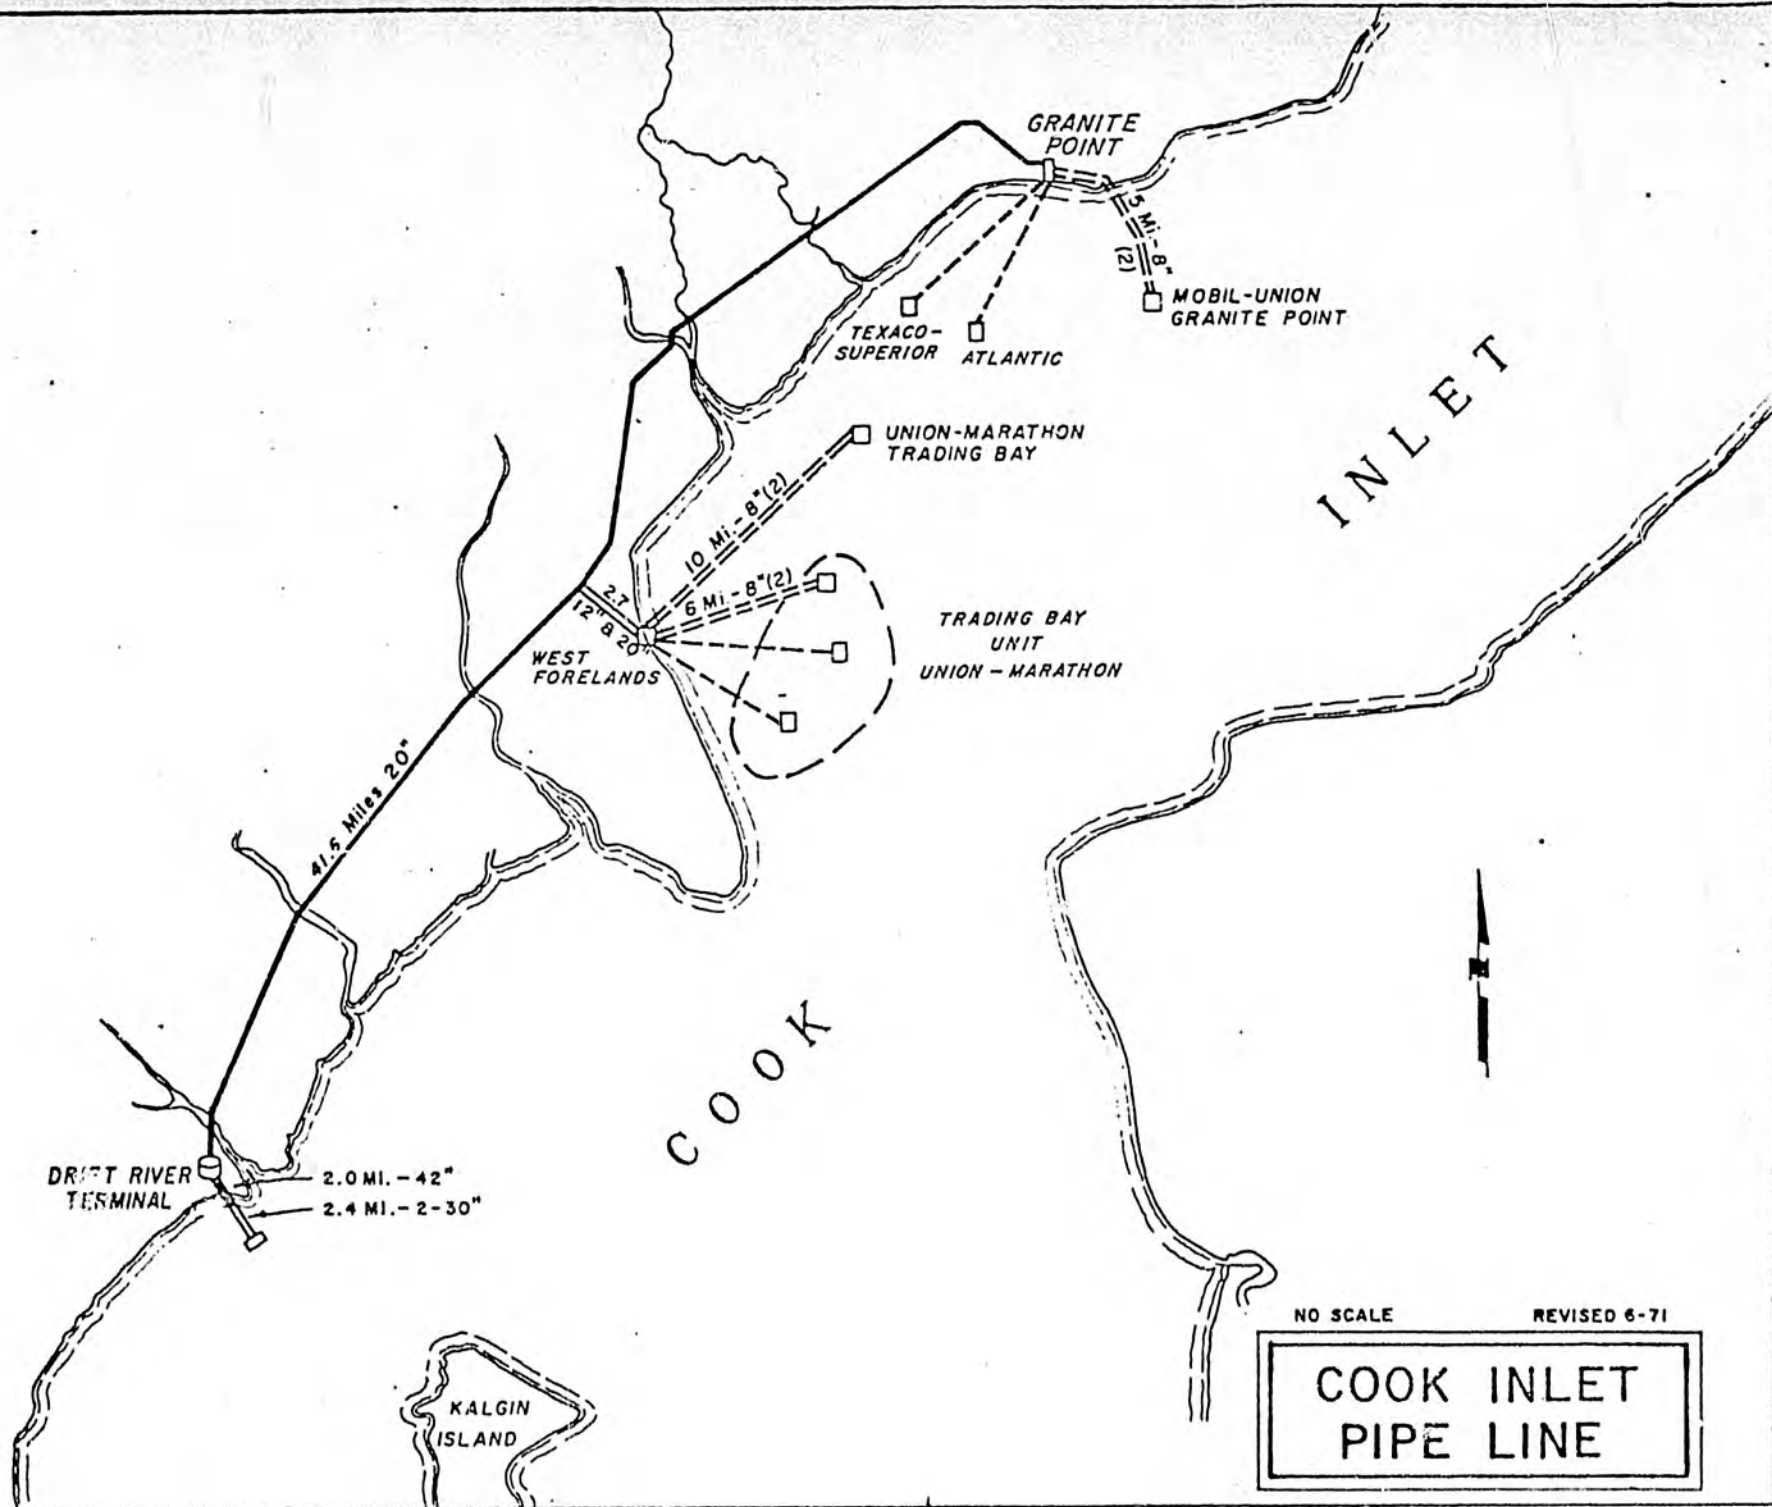 GRANITE
POINT
5 Mi.-8"
(2)
MOBIL-UNION
GRANITE POINT
TEXACO-
SUPERIOR
ATLANTIC
INLET
UNION-MARATHON
TRADING BAY
10 Mi.-8"(2)
6 Mi-8"(2)
2.7
12" & 20"
WEST
FORELANDS
TRADING BAY
UNIT
UNION-MARATHON
Miles 20"
COOK
N
DRIFT RIVER
TERMINAL
2.0 MI.-42"
2.4 MI.-2-30"
KALGIN
ISLAND
NO SCALE
REVISED 6-71
COOK INLET
PIPE LINE